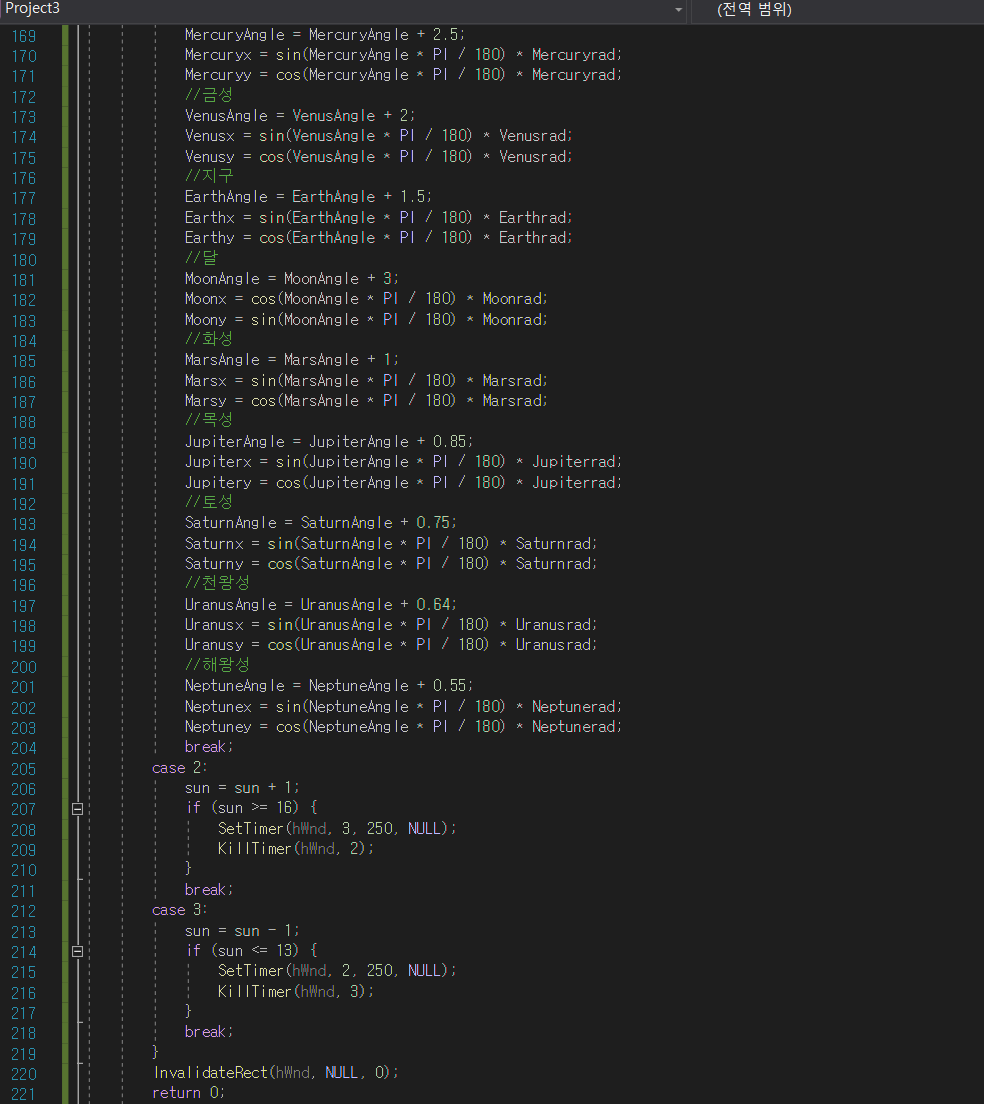 Project3
(전역 범위)
169 MercuryAngle = MercuryAngle + 2.5;
170 Mercuryx = sin(MercuryAngle * PI / 180) * Mercuryrad;
171 Mercuryy = cos(MercuryAngle * PI / 180) * Mercuryrad;
172 //금성
173 VenusAngle = VenusAngle + 2;
174 Venusx = sin(VenusAngle * PI / 180) * Venusrad;
175 Venusy = cos(VenusAngle * PI / 180) * Venusrad;
176 //지구
177 EarthAngle = EarthAngle + 1.5;
178 Earthx = sin(EarthAngle * PI / 180) * Earthrad;
179 Earthy = cos(EarthAngle * PI / 180) * Earthrad;
180 //달
181 MoonAngle = MoonAngle + 3;
182 Moonx = cos(MoonAngle * PI / 180) * Moonrad;
183 Moony = sin(MoonAngle * PI / 180) * Moonrad;
184 //화성
185 MarsAngle = MarsAngle + 1;
186 Marsx = sin(MarsAngle * PI / 180) * Marsrad;
187 Marsy = cos(MarsAngle * PI / 180) * Marsrad;
188 //목성
189 JupiterAngle = JupiterAngle + 0.85;
190 Jupiterx = sin(JupiterAngle * PI / 180) * Jupiterrad;
191 Jupitery = cos(JupiterAngle * PI / 180) * Jupiterrad;
192 //토성
193 SaturnAngle = SaturnAngle + 0.75;
194 Saturnx = sin(SaturnAngle * PI / 180) * Saturnrad;
195 Saturny = cos(SaturnAngle * PI / 180) * Saturnrad;
196 //천왕성
197 UranusAngle = UranusAngle + 0.64;
198 Uranusx = sin(UranusAngle * PI / 180) * Uranusrad;
199 Uranusy = cos(UranusAngle * PI / 180) * Uranusrad;
200 //해왕성
201 NeptuneAngle = NeptuneAngle + 0.55;
202 Neptunex = sin(NeptuneAngle * PI / 180) * Neptunerad;
203 Neptuney = cos(NeptuneAngle * PI / 180) * Neptunerad;
204 break;
205 case 2:
206 sun = sun + 1;
207 if (sun >= 16) {
208 SetTimer(hWnd, 3, 250, NULL);
209 KillTimer(hWnd, 2);
210 }
211 break;
212 case 3:
213 sun = sun - 1;
214 if (sun <= 13) {
215 SetTimer(hWnd, 2, 250, NULL);
216 KillTimer(hWnd, 3);
217 }
218 break;
219 }
220 InvalidateRect(hWnd, NULL, 0);
221 return 0;